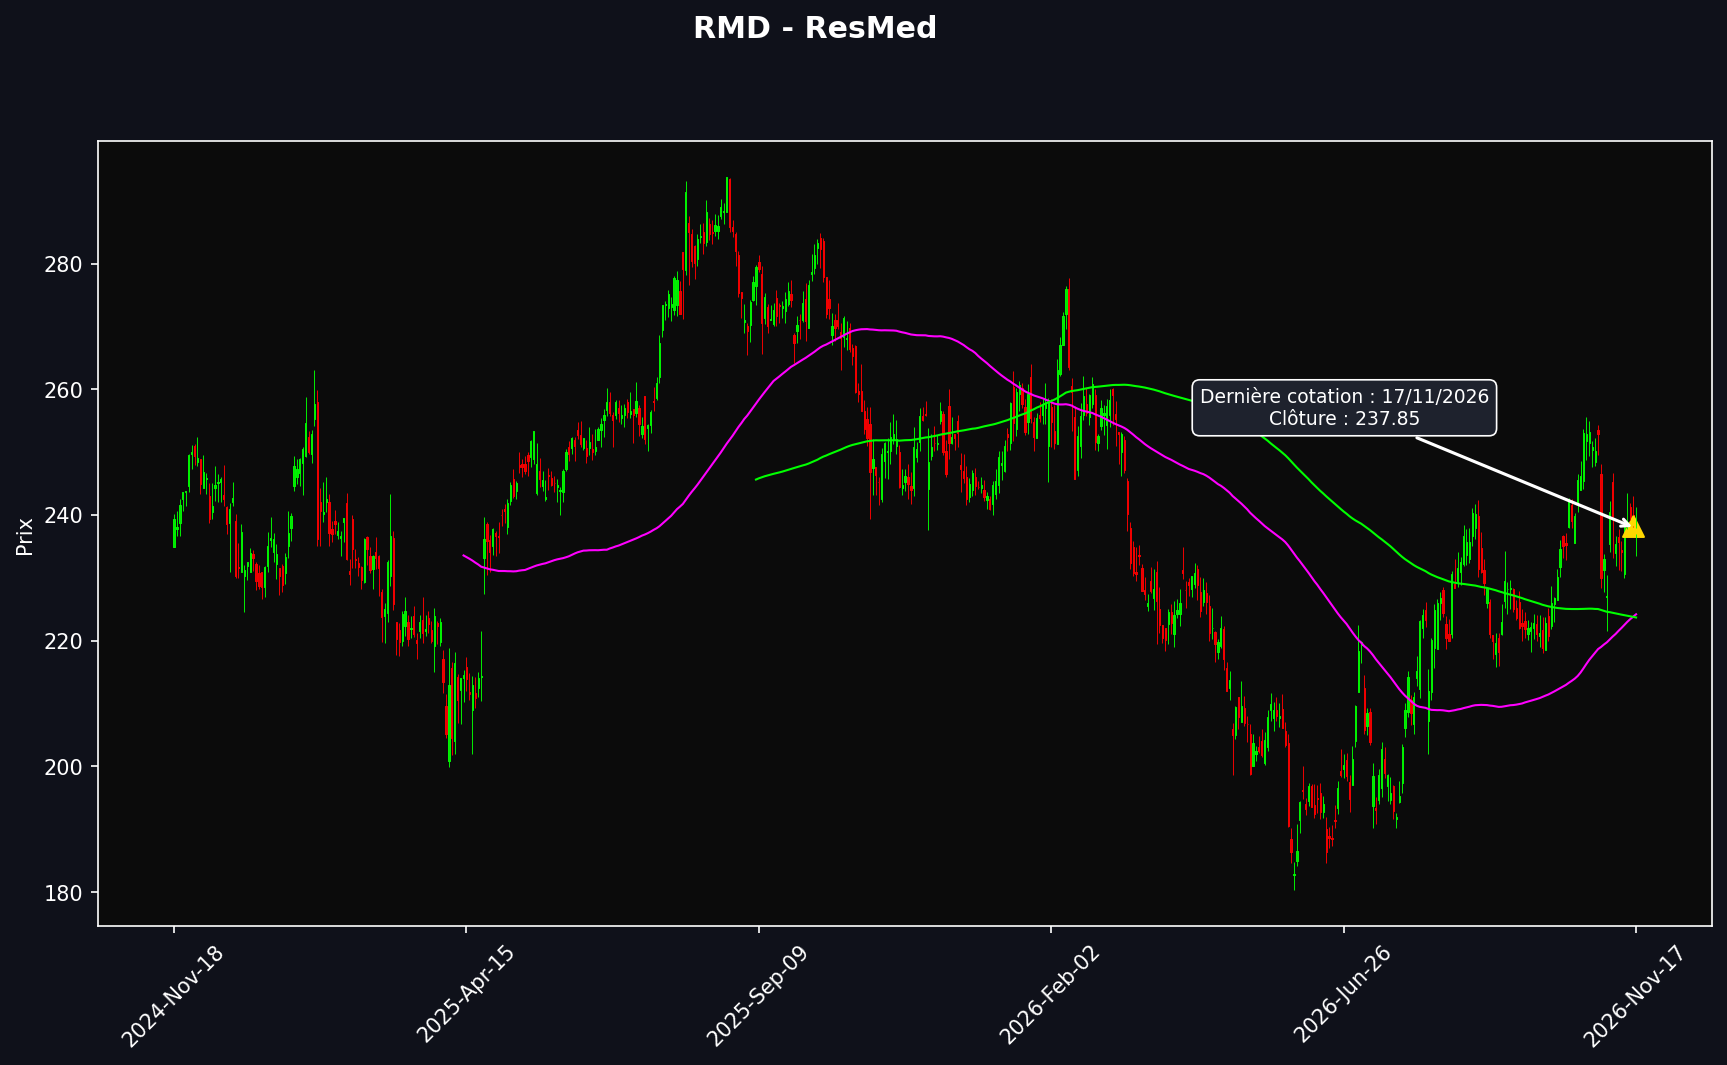 RMD - ResMed
Prix
280
260
240
220
200
180
Dernière cotation : 17/11/2026
Clôture : 237.85
2024-Nov-18
2025-Apr-15
2025-Sep-09
2026-Feb-02
2026-Jun-26
2026-Nov-17